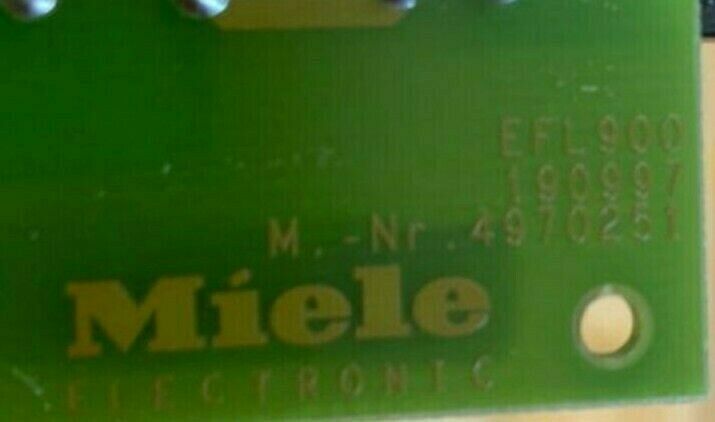 EFL900
190997
M.-Nr. 4970251
Miele
ELECTRONIC